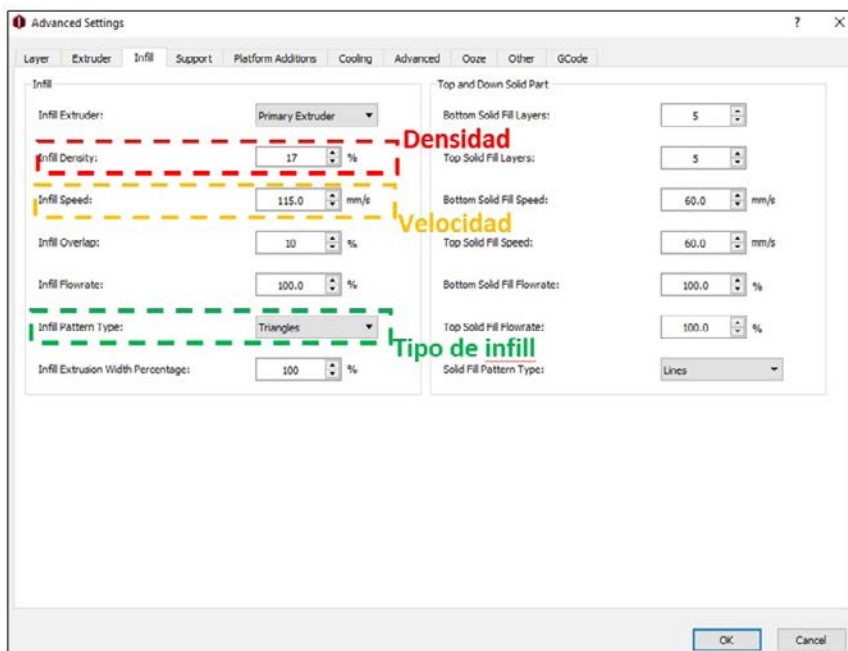 Advanced Settings
?
Layer Extruder Infill Support Platform Additions Cooling Advanced Ooze Other GCode
Infill
Infill Extruder: Primary Extruder
Infill Density: 17 %
Densidad
Infill Speed: 115.0 mm/s
Velocidad
Infill Overlap: 10 %
Infill Flowrate: 100.0 %
Infill Pattern Type: Triangles
Tipo de infill
Infill Extrusion Width Percentage: 100 %
Top and Down Solid Part
Bottom Solid Fill Layers: 5
Top Solid Fill Layers: 5
Bottom Solid Fill Speed: 60.0 mm/s
Top Solid Fill Speed: 60.0 mm/s
Bottom Solid Fill Flowrate: 100.0 %
Top Solid Fill Flowrate: 100.0 %
Solid Fill Pattern Type: Lines
OK Cancel